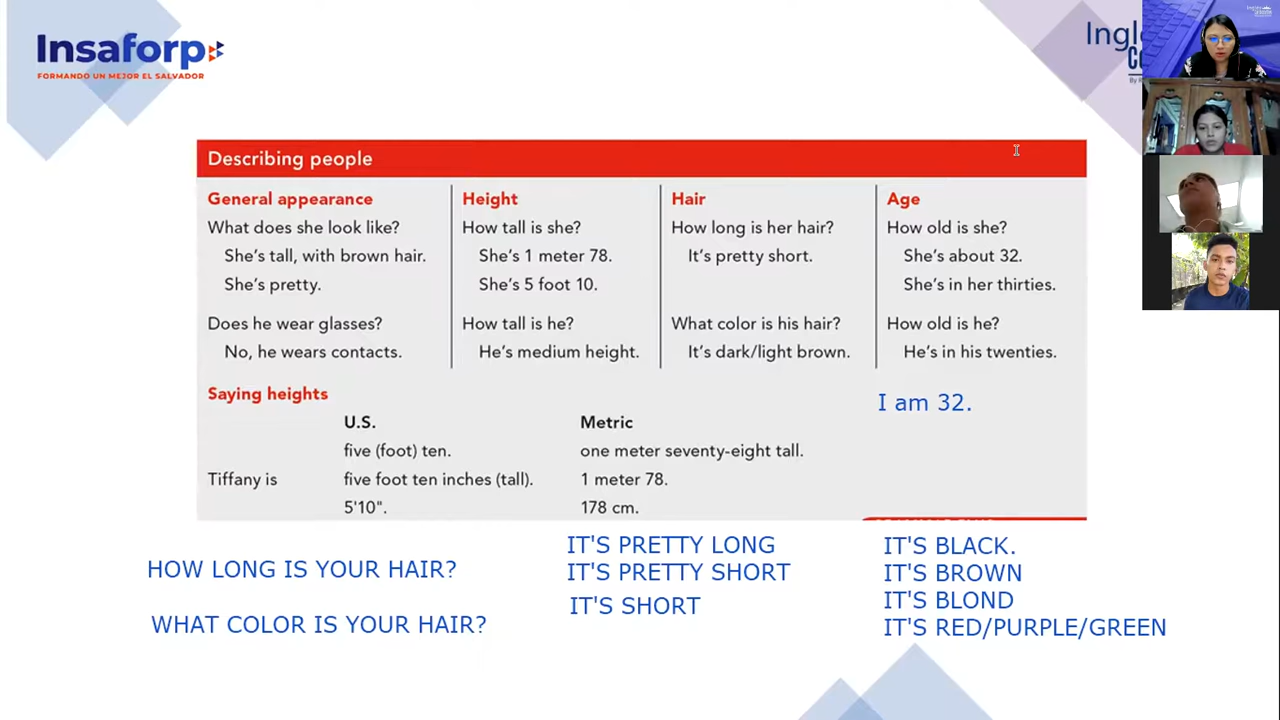 Insaforp
FORMANDO UN MEJOR EL SALVADOR
Describing people
General appearance
What does she look like?
She's tall, with brown hair.
She's pretty.
Does he wear glasses?
No, he wears contacts.
Height
How tall is she?
She's 1 meter 78.
She's 5 foot 10.
How tall is he?
He's medium height.
Hair
How long is her hair?
It's pretty short.
What color is his hair?
It's dark/light brown.
Age
How old is she?
She's about 32.
She's in her thirties.
How old is he?
He's in his twenties.
I am 32.
Saying heights
U.S. Metric
five (foot) ten. one meter seventy-eight tall.
Tiffany is five foot ten inches (tall). 1 meter 78.
5'10". 178 cm.
HOW LONG IS YOUR HAIR?
WHAT COLOR IS YOUR HAIR?
IT'S PRETTY LONG
IT'S PRETTY SHORT
IT'S SHORT
IT'S BLACK.
IT'S BROWN
IT'S BLOND
IT'S RED/PURPLE/GREEN